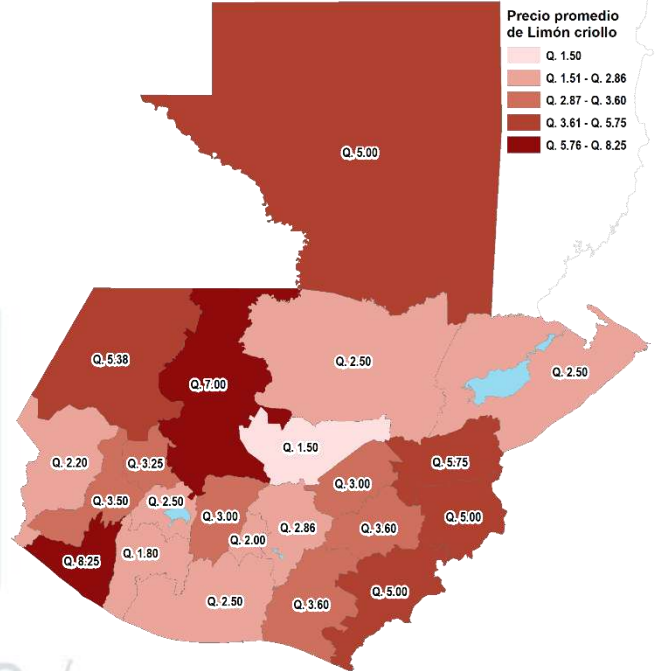 Precio promedio
de Limón criollo
Q. 1.50
Q. 1.51 - Q. 2.86
Q. 2.87 - Q. 3.60
Q. 3.61 - Q. 5.75
Q. 5.76 - Q. 8.25
Q. 5.00
Q. 5.38
Q. 7.00
Q. 2.50
Q. 2.50
Q. 1.50
Q. 2.20
Q. 3.25
Q. 5.75
Q. 3.00
Q. 3.50
Q. 2.50
Q. 3.00
Q. 2.86
Q. 3.60
Q. 5.00
Q. 2.00
Q. 8.25
Q. 1.80
Q. 2.50
Q. 3.60
Q. 5.00